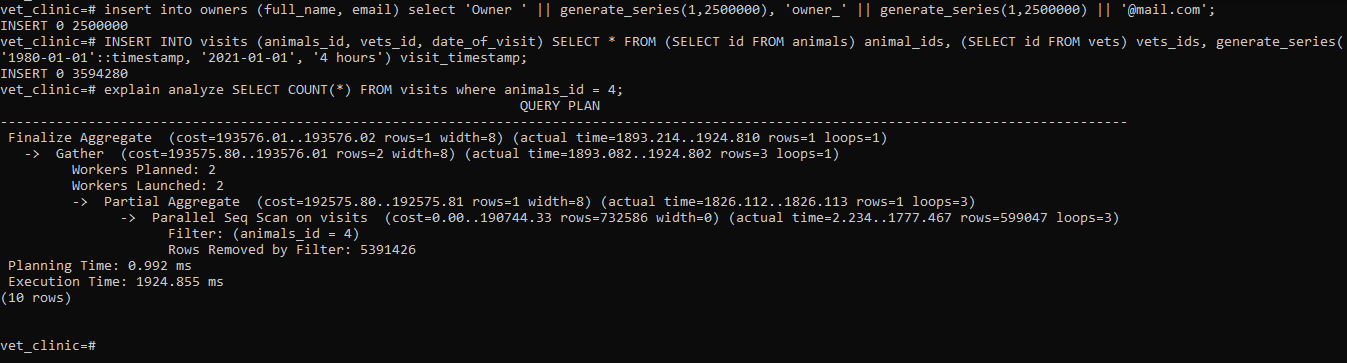 vet_clinic=# insert into owners (full_name, email) select 'Owner ' || generate_series(1,2500000), 'owner_' || generate_series(1,2500000) || '@mail.com';
INSERT 0 2500000
vet_clinic=# INSERT INTO visits (animals_id, vets_id, date_of_visit) SELECT * FROM (SELECT id FROM animals) animal_ids, (SELECT id FROM vets) vets_ids, generate_series(
'1980-01-01'::timestamp, '2021-01-01', '4 hours') visit_timestamp;
INSERT 0 3594280
vet_clinic=# explain analyze SELECT COUNT(*) FROM visits where animals_id = 4;
QUERY PLAN
---------------------------------------------------------------------------------------------------------------------------------------------
Finalize Aggregate  (cost=193576.01..193576.02 rows=1 width=8) (actual time=1893.214..1924.810 rows=1 loops=1)
  ->  Gather  (cost=193575.80..193576.01 rows=2 width=8) (actual time=1893.082..1924.802 rows=3 loops=1)
        Workers Planned: 2
        Workers Launched: 2
        ->  Partial Aggregate  (cost=192575.80..192575.81 rows=1 width=8) (actual time=1826.112..1826.113 rows=1 loops=3)
              ->  Parallel Seq Scan on visits  (cost=0.00..190744.33 rows=732586 width=0) (actual time=2.234..1777.467 rows=599047 loops=3)
                    Filter: (animals_id = 4)
                    Rows Removed by Filter: 5391426
Planning Time: 0.992 ms
Execution Time: 1924.855 ms
(10 rows)
vet_clinic=#